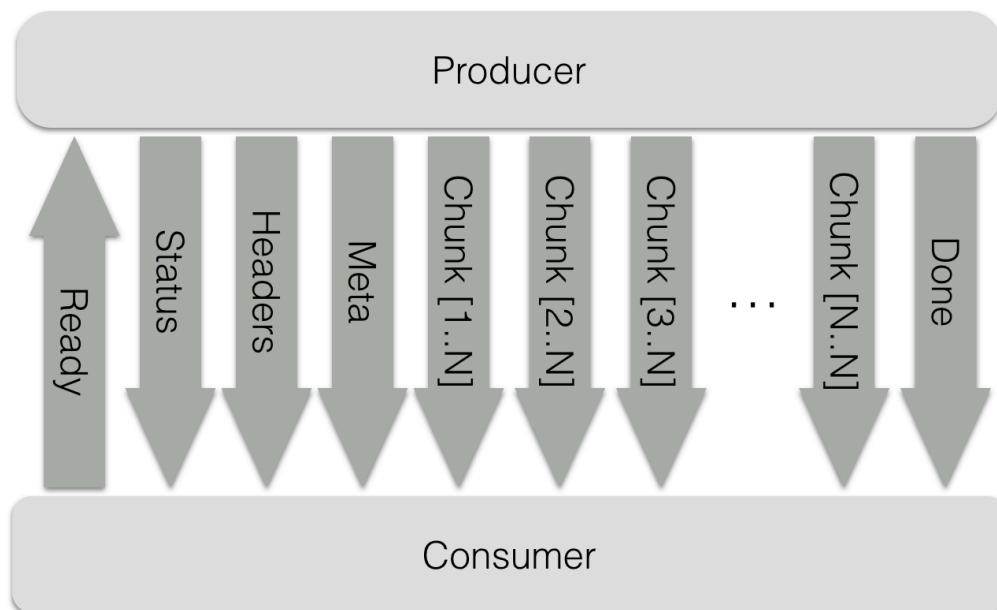 Producer
Ready
Status
Headers
Meta
Chunk [1..N]
Chunk [2..N]
Chunk [3..N]
...
Chunk [N..N]
Done
Consumer